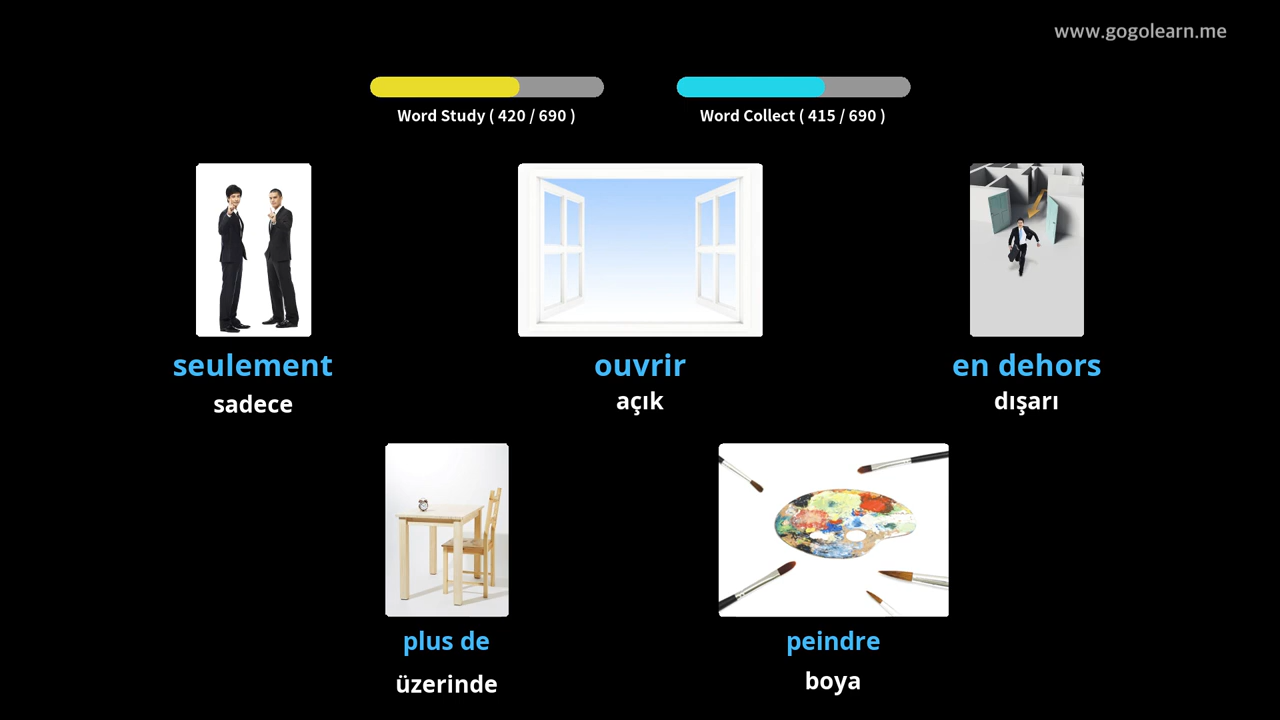 www.gogolearn.me
Word Study ( 420 / 690 )
Word Collect ( 415 / 690 )
seulement
sadece
ouvrir
açık
en dehors
dışarı
plus de
üzerinde
peindre
boya